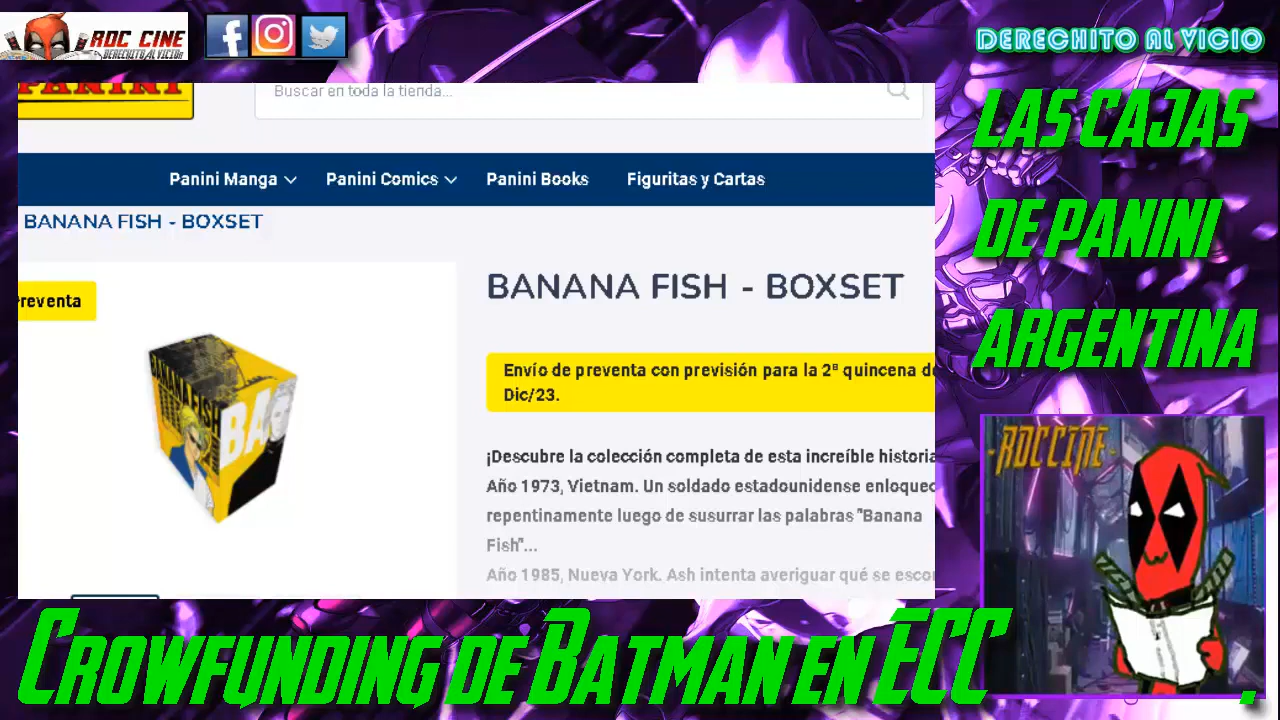 ROC CINE
DERECHITO AL VICIO
DERECHITO AL VICIO
PANINI
Buscar en toda la tienda...
LAS CAJAS
DE PANINI
ARGENTINA
Panini Manga Panini Comics Panini Books Figuritas y Cartas
BANANA FISH - BOXSET
reventa
BANANA FISH - BOXSET
Envío de preventa con previsión para la 2ª quincena de
Dic/23.
BANANA FISH
BA
¡Descubre la colección completa de esta increíble historia
Año 1973, Vietnam. Un soldado estadounidense enloquec
repentinamente luego de susurrar las palabras "Banana
Fish"...
Año 1985, Nueva York. Ash intenta averiguar qué se escon
ROCCINE
Crowfunding de Batman en ECC .